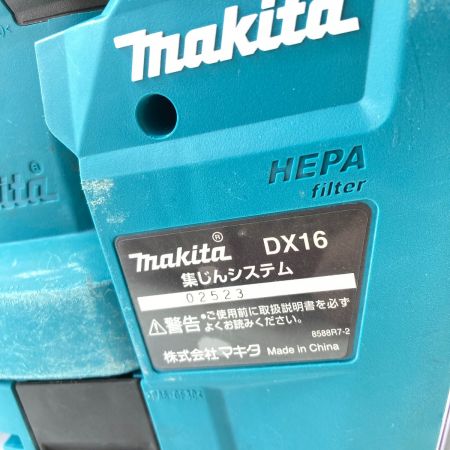 makita
HEPA
filter
makita
makita® DX16
集じんシステム
02523
⚠警告 •ご使用前に取扱説明書を必ず
よくお読みください。
8588R7-2
株式会社マキタ Made in China